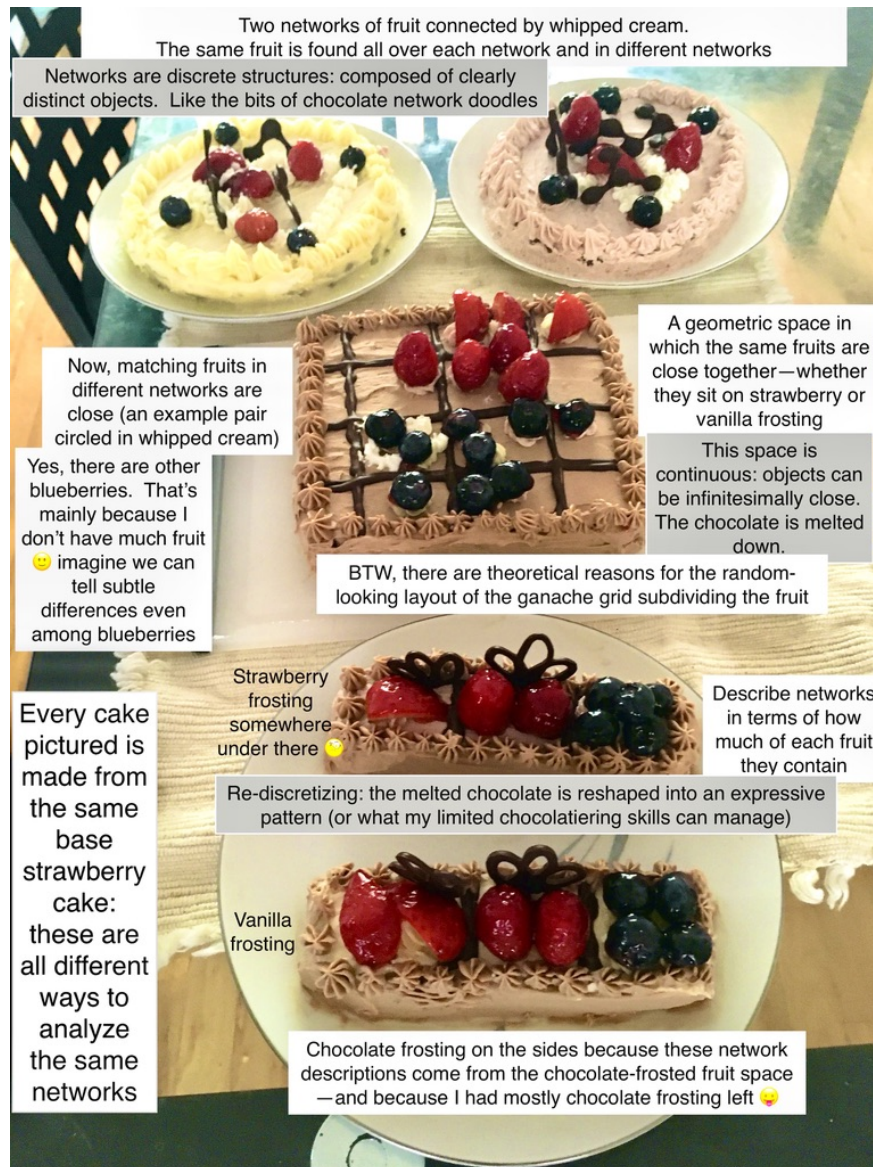 Two networks of fruit connected by whipped cream.
The same fruit is found all over each network and in different networks
Networks are discrete structures: composed of clearly
distinct objects.  Like the bits of chocolate network doodles
A geometric space in
which the same fruits are
close together—whether
they sit on strawberry or
vanilla frosting
Now, matching fruits in
different networks are
close (an example pair
circled in whipped cream)
This space is
continuous: objects can
be infinitesimally close.
The chocolate is melted
down.
Yes, there are other
blueberries.  That's
mainly because I
don't have much fruit
🙂 imagine we can
tell subtle
differences even
among blueberries
BTW, there are theoretical reasons for the random-
looking layout of the ganache grid subdividing the fruit
Strawberry
frosting
somewhere
under there
Describe networks
in terms of how
much of each fruit
they contain
Every cake
pictured is
made from
the same
base
strawberry
cake:
these are
all different
ways to
analyze
the same
networks
Re-discretizing: the melted chocolate is reshaped into an expressive
pattern (or what my limited chocolatiering skills can manage)
Vanilla
frosting
Chocolate frosting on the sides because these network
descriptions come from the chocolate-frosted fruit space
—and because I had mostly chocolate frosting left 😛